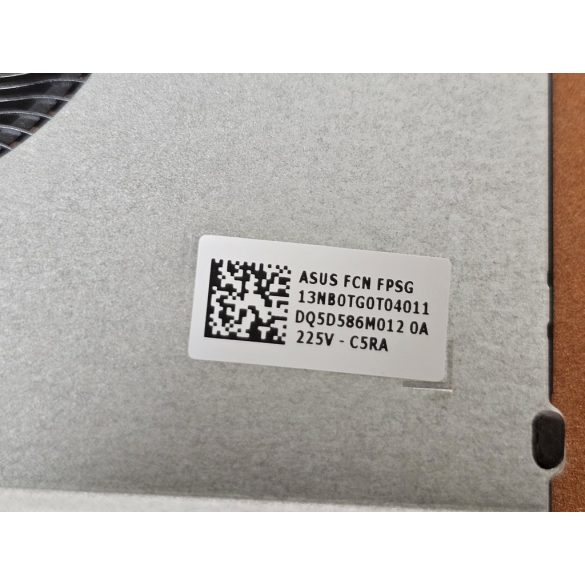 ASUS FCN FPSG
13NB0TG0T04011
DQ5D586M012 0A
225V - C5RA